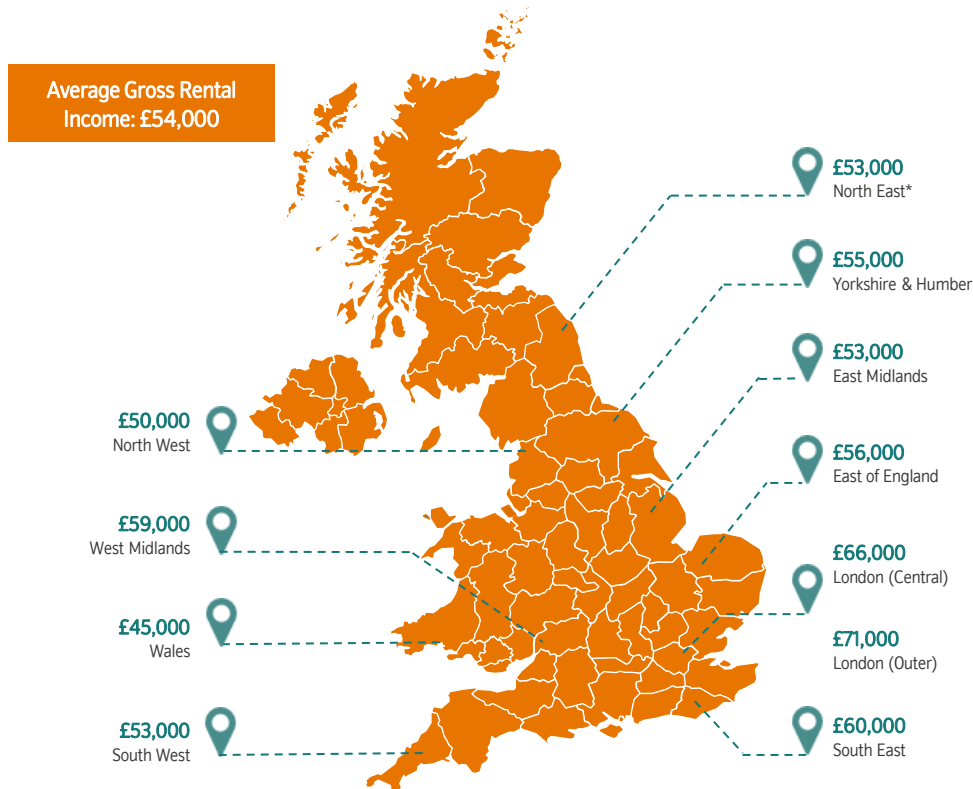 Average Gross Rental
Income: £54,000
£53,000
North East*
£55,000
Yorkshire & Humber
£53,000
East Midlands
£56,000
East of England
£66,000
London (Central)
£71,000
London (Outer)
£60,000
South East
£50,000
North West
£59,000
West Midlands
£45,000
Wales
£53,000
South West